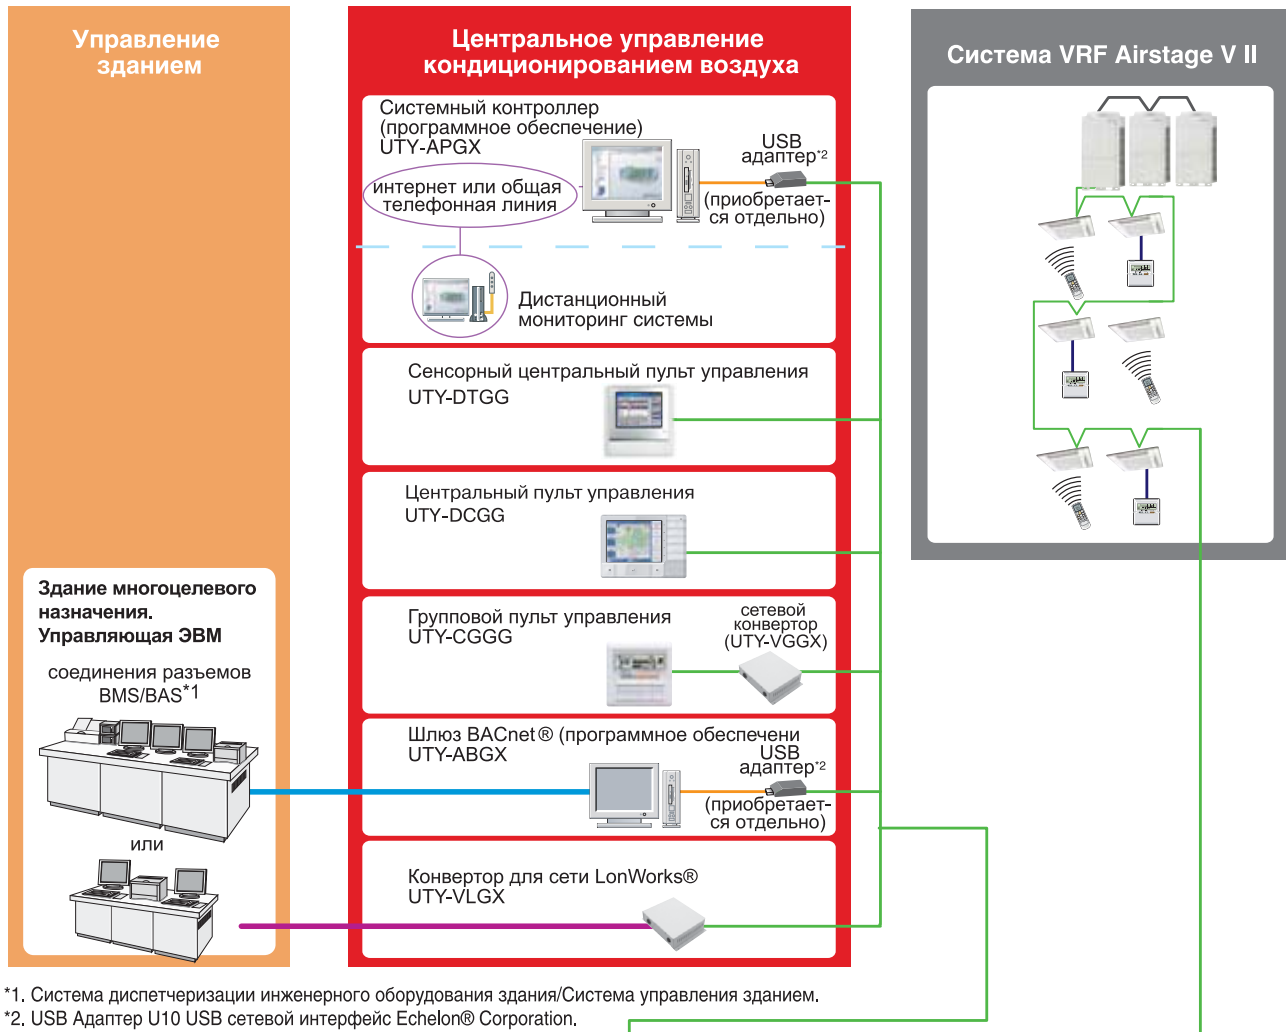 Управление
зданием
Центральное управление
кондиционированием воздуха
Система VRF Airstage V II
Системный контроллер
(программное обеспечение)
UTY-APGX
USB
адаптер*2
(приобретает-
ся отдельно)
интернет или общая
телефонная линия
Дистанционный
мониторинг системы
Сенсорный центральный пульт управления
UTY-DTGG
Центральный пульт управления
UTY-DCGG
Групповой пульт управления
UTY-CGGG
сетевой
конвертор
(UTY-VGGX)
Шлюз BACnet® (программное обеспечени
UTY-ABGX
USB
адаптер*2
(приобретает-
ся отдельно)
Конвертор для сети LonWorks®
UTY-VLGX
Здание многоцелевого
назначения.
Управляющая ЭВМ
соединения разъемов
BMS/BAS*1
или
*1. Система диспетчеризации инженерного оборудования здания/Система управления зданием.
*2. USB Адаптер U10 USB сетевой интерфейс Echelon® Corporation.